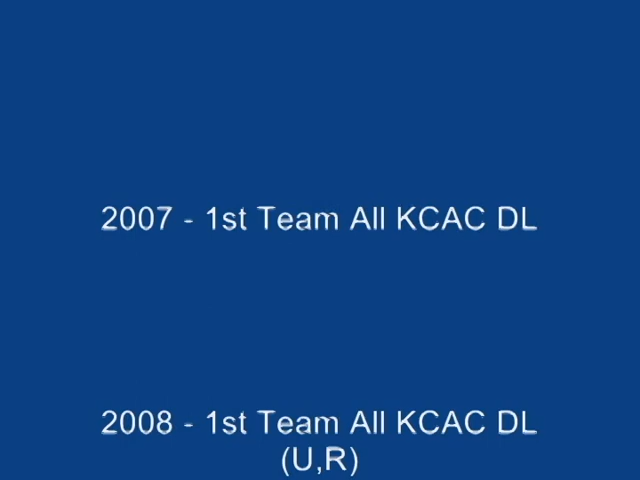 2007 - 1st Team All KCAC DL
2008 - 1st Team All KCAC DL
(U,R)